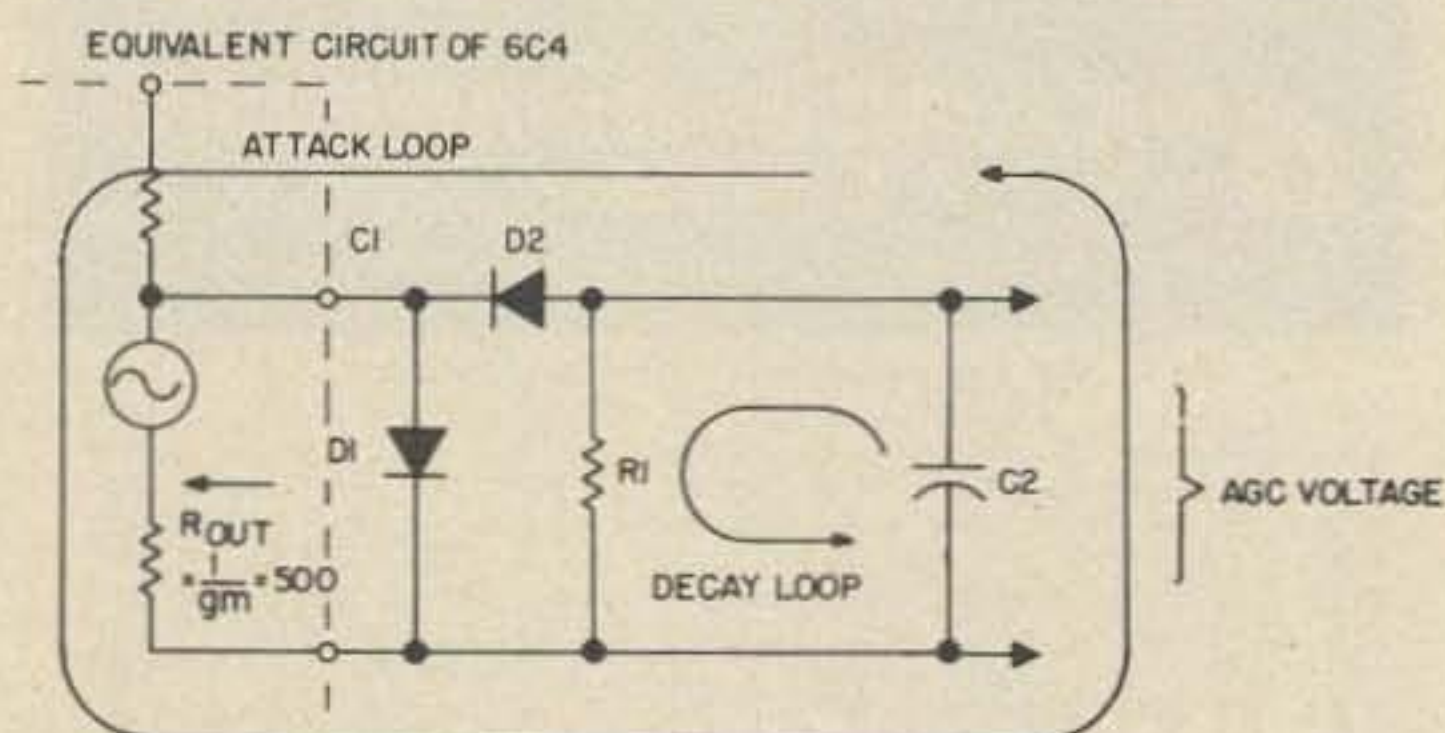 EQUIVALENT CIRCUIT OF 6C4
ATTACK LOOP
C1
D2
D1
R1
C2
ROUT
= 1/gm = 500
DECAY LOOP
AGC VOLTAGE